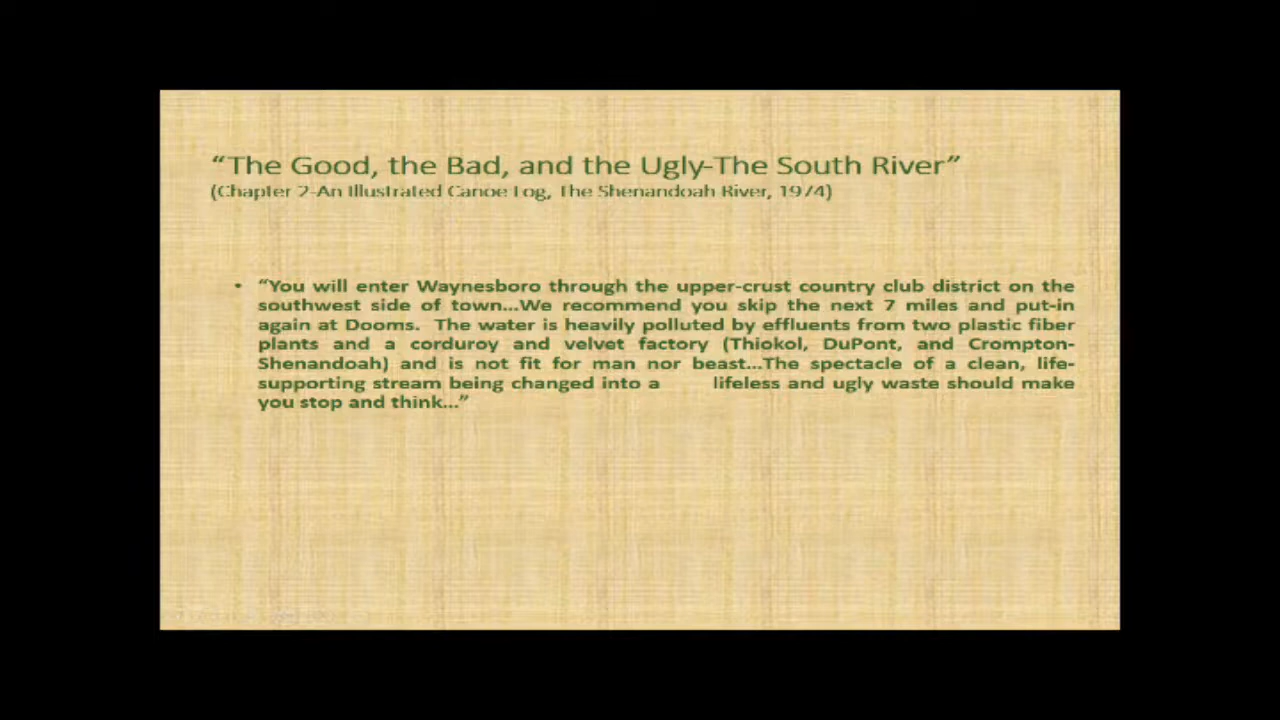 “The Good, the Bad, and the Ugly-The South River”
(Chapter 2-An Illustrated Canoe Log, The Shenandoah River, 1974)
• “You will enter Waynesboro through the upper-crust country club district on the
southwest side of town...We recommend you skip the next 7 miles and put-in
again at Dooms. The water is heavily polluted by effluents from two plastic fiber
plants and a corduroy and velvet factory (Thiokol, DuPont, and Crompton-
Shenandoah) and is not fit for man nor beast...The spectacle of a clean, life-
supporting stream being changed into a lifeless and ugly waste should make
you stop and think...”